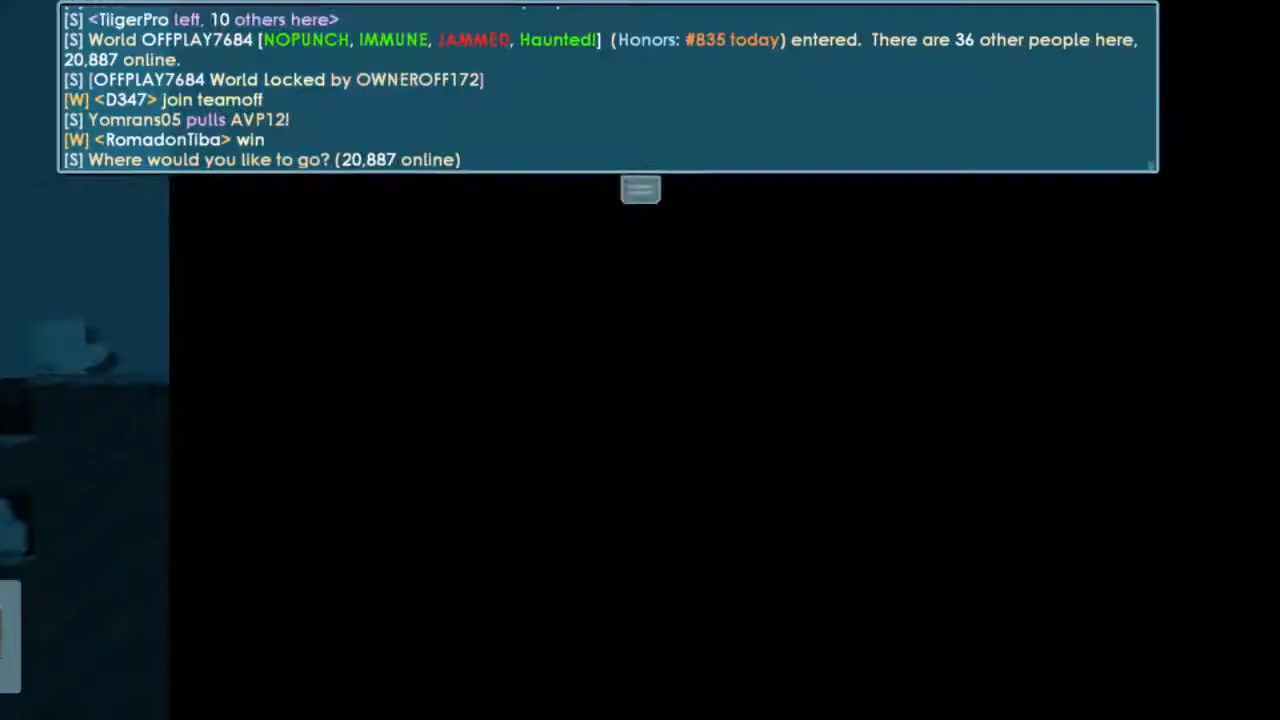 [S] <TiigerPro left, 10 others here>
[S] World OFFPLAY7684 [NOPUNCH, IMMUNE, JAMMED, Haunted!] (Honors: #835 today) entered. There are 36 other people here,
20,887 online.
[S] [OFFPLAY7684 World Locked by OWNEROFF172]
[W] <D347> join teamoff
[S] Yomrans05 pulls AVP12!
[W] <RomadonTiba> win
[S] Where would you like to go? (20,887 online)